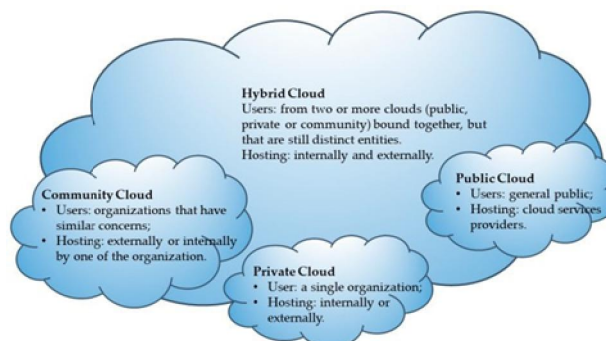 Hybrid Cloud
Users: from two or more clouds (public,
private or community) bound together, but
that are still distinct entities.
Hosting: internally and externally.
Community Cloud
• Users: organizations that have
similar concerns;
• Hosting: externally or internally
by one of the organization.
Public Cloud
• Users: general public;
• Hosting: cloud services
providers.
Private Cloud
• User: a single organization;
• Hosting: internally or
externally.